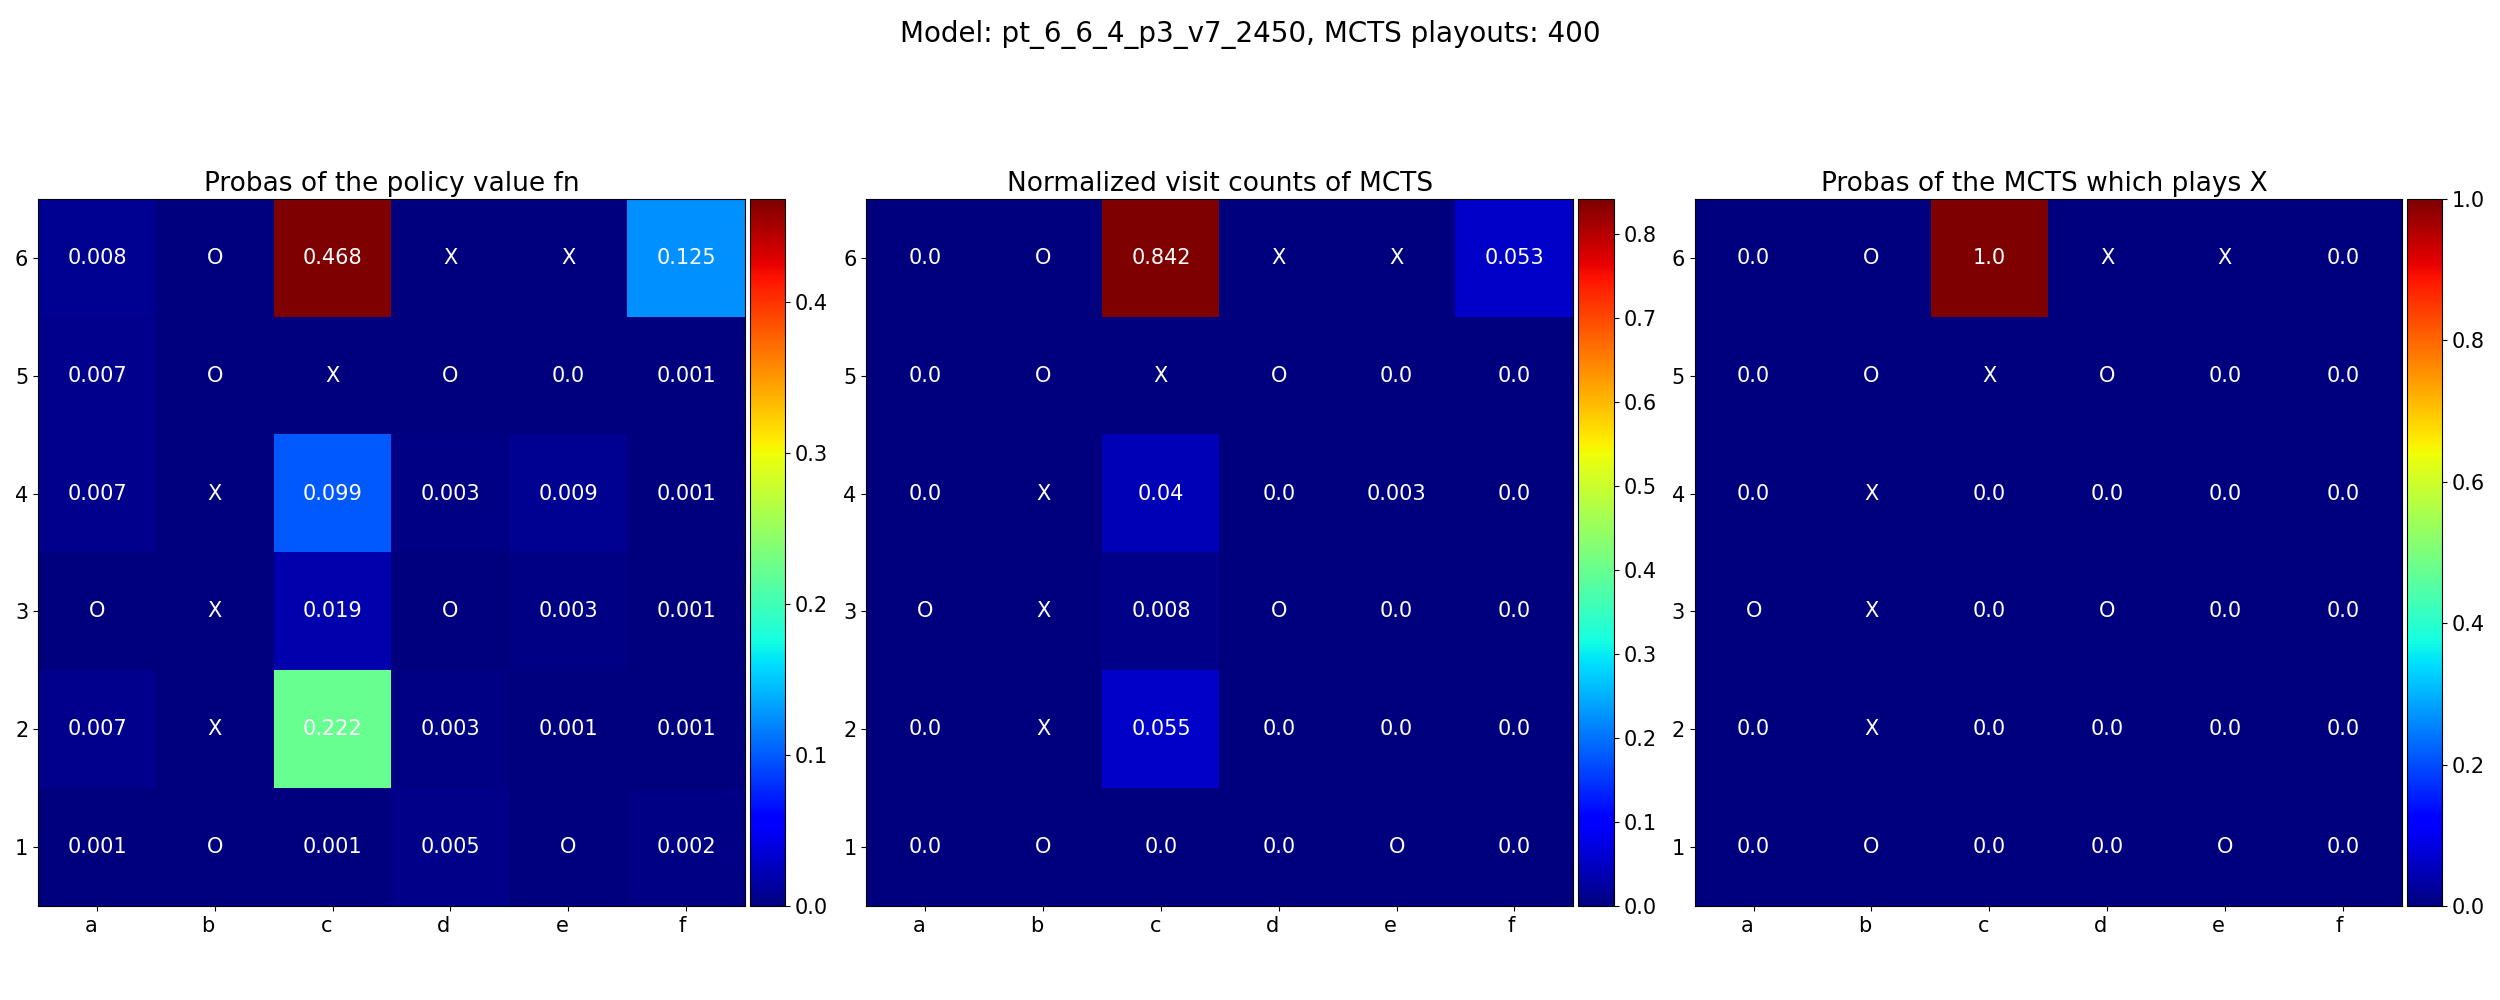 Model: pt_6_6_4_p3_v7_2450, MCTS playouts: 400
Probas of the policy value fn
6 0.008 O 0.468 X X 0.125
5 0.007 O X O 0.0 0.001
4 0.007 X 0.099 0.003 0.009 0.001
3 O X 0.019 O 0.003 0.001
2 0.007 X 0.222 0.003 0.001 0.001
1 0.001 O 0.001 0.005 O 0.002
a b c d e f
0.4
0.3
0.2
0.1
0.0
Normalized visit counts of MCTS
6 0.0 O 0.842 X X 0.053
5 0.0 O X O 0.0 0.0
4 0.0 X 0.04 0.0 0.003 0.0
3 O X 0.008 O 0.0 0.0
2 0.0 X 0.055 0.0 0.0 0.0
1 0.0 O 0.0 0.0 O 0.0
a b c d e f
0.8
0.7
0.6
0.5
0.4
0.3
0.2
0.1
0.0
Probas of the MCTS which plays X
6 0.0 O 1.0 X X 0.0
5 0.0 O X O 0.0 0.0
4 0.0 X 0.0 0.0 0.0 0.0
3 O X 0.0 O 0.0 0.0
2 0.0 X 0.0 0.0 0.0 0.0
1 0.0 O 0.0 0.0 O 0.0
a b c d e f
1.0
0.8
0.6
0.4
0.2
0.0